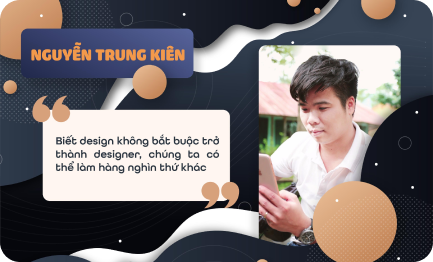 NGUYỄN TRUNG KIÊN
Biết design không bắt buộc trở
thành designer, chúng ta có
thể làm hàng nghìn thứ khác